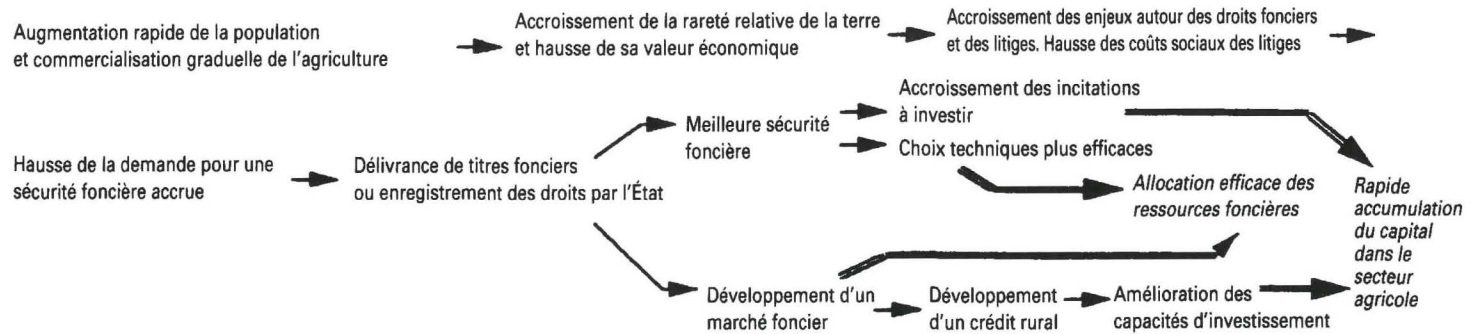 Augmentation rapide de la population
et commercialisation graduelle de l'agriculture
Accroissement de la rareté relative de la terre
et hausse de sa valeur économique
Accroissement des enjeux autour des droits fonciers
et des litiges. Hausse des coûts sociaux des litiges
Hausse de la demande pour une
sécurité foncière accrue
Délivrance de titres fonciers
ou enregistrement des droits par l'État
Meilleure sécurité
foncière
Accroissement des incitations
à investir
Choix techniques plus efficaces
Allocation efficace des
ressources foncières
Développement d'un
marché foncier
Développement
d'un crédit rural
Amélioration des
capacités d'investissement
Rapide
accumulation
du capital
dans le
secteur
agricole